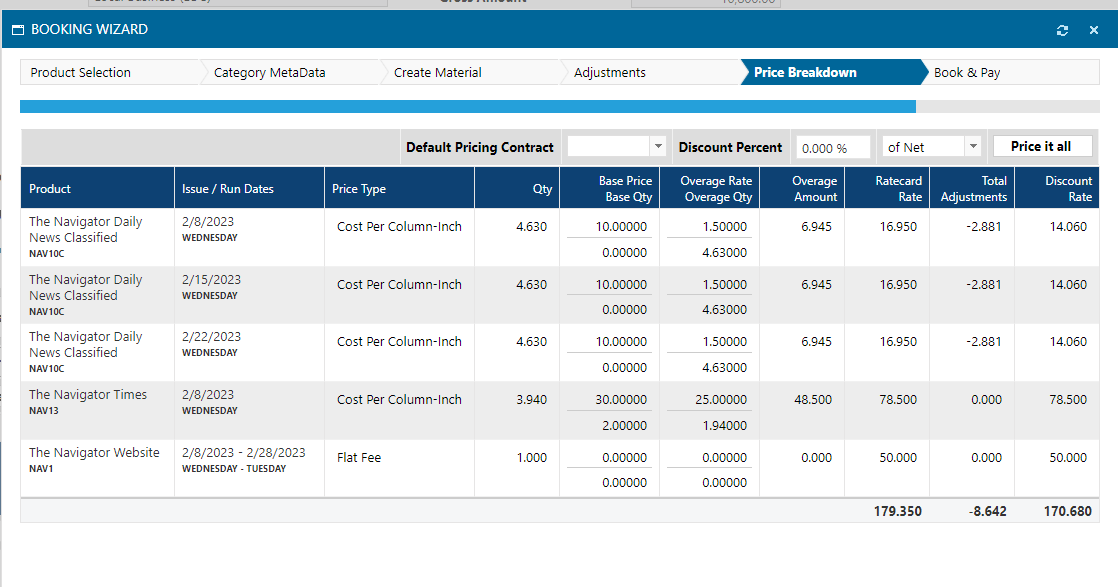 Gross Amount
BOOKING WIZARD
Product Selection Category MetaData Create Material Adjustments Price Breakdown Book & Pay
Default Pricing Contract Discount Percent 0.000 % of Net Price it all
Product Issue / Run Dates Price Type Qty Base Price Base Qty Overage Rate Overage Qty Overage Amount Ratecard Rate Total Adjustments Discount Rate
The Navigator Daily 2/8/2023 Cost Per Column-Inch 4.630 10.00000 1.50000 6.945 16.950 -2.881 14.060
News Classified WEDNESDAY
NAV10C 0.00000 4.63000
The Navigator Daily 2/15/2023 Cost Per Column-Inch 4.630 10.00000 1.50000 6.945 16.950 -2.881 14.060
News Classified WEDNESDAY
NAV10C 0.00000 4.63000
The Navigator Daily 2/22/2023 Cost Per Column-Inch 4.630 10.00000 1.50000 6.945 16.950 -2.881 14.060
News Classified WEDNESDAY
NAV10C 0.00000 4.63000
The Navigator Times 2/8/2023 Cost Per Column-Inch 3.940 30.00000 25.00000 48.500 78.500 0.000 78.500
NAV13 WEDNESDAY
2.00000 1.94000
The Navigator Website 2/8/2023 - 2/28/2023 Flat Fee 1.000 0.00000 0.00000 0.000 50.000 0.000 50.000
NAV1 WEDNESDAY - TUESDAY
0.00000 0.00000
179.350 -8.642 170.680